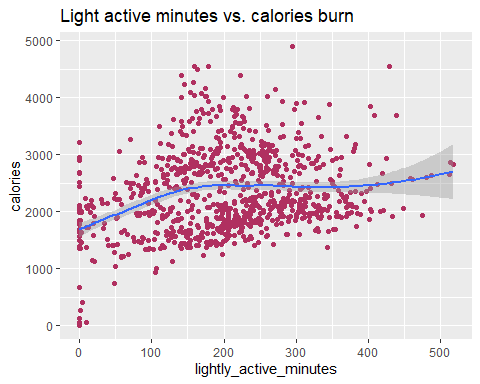 Light active minutes vs. calories burn
5000
4000
3000
2000
1000
0
calories
0 100 200 300 400 500
lightly_active_minutes